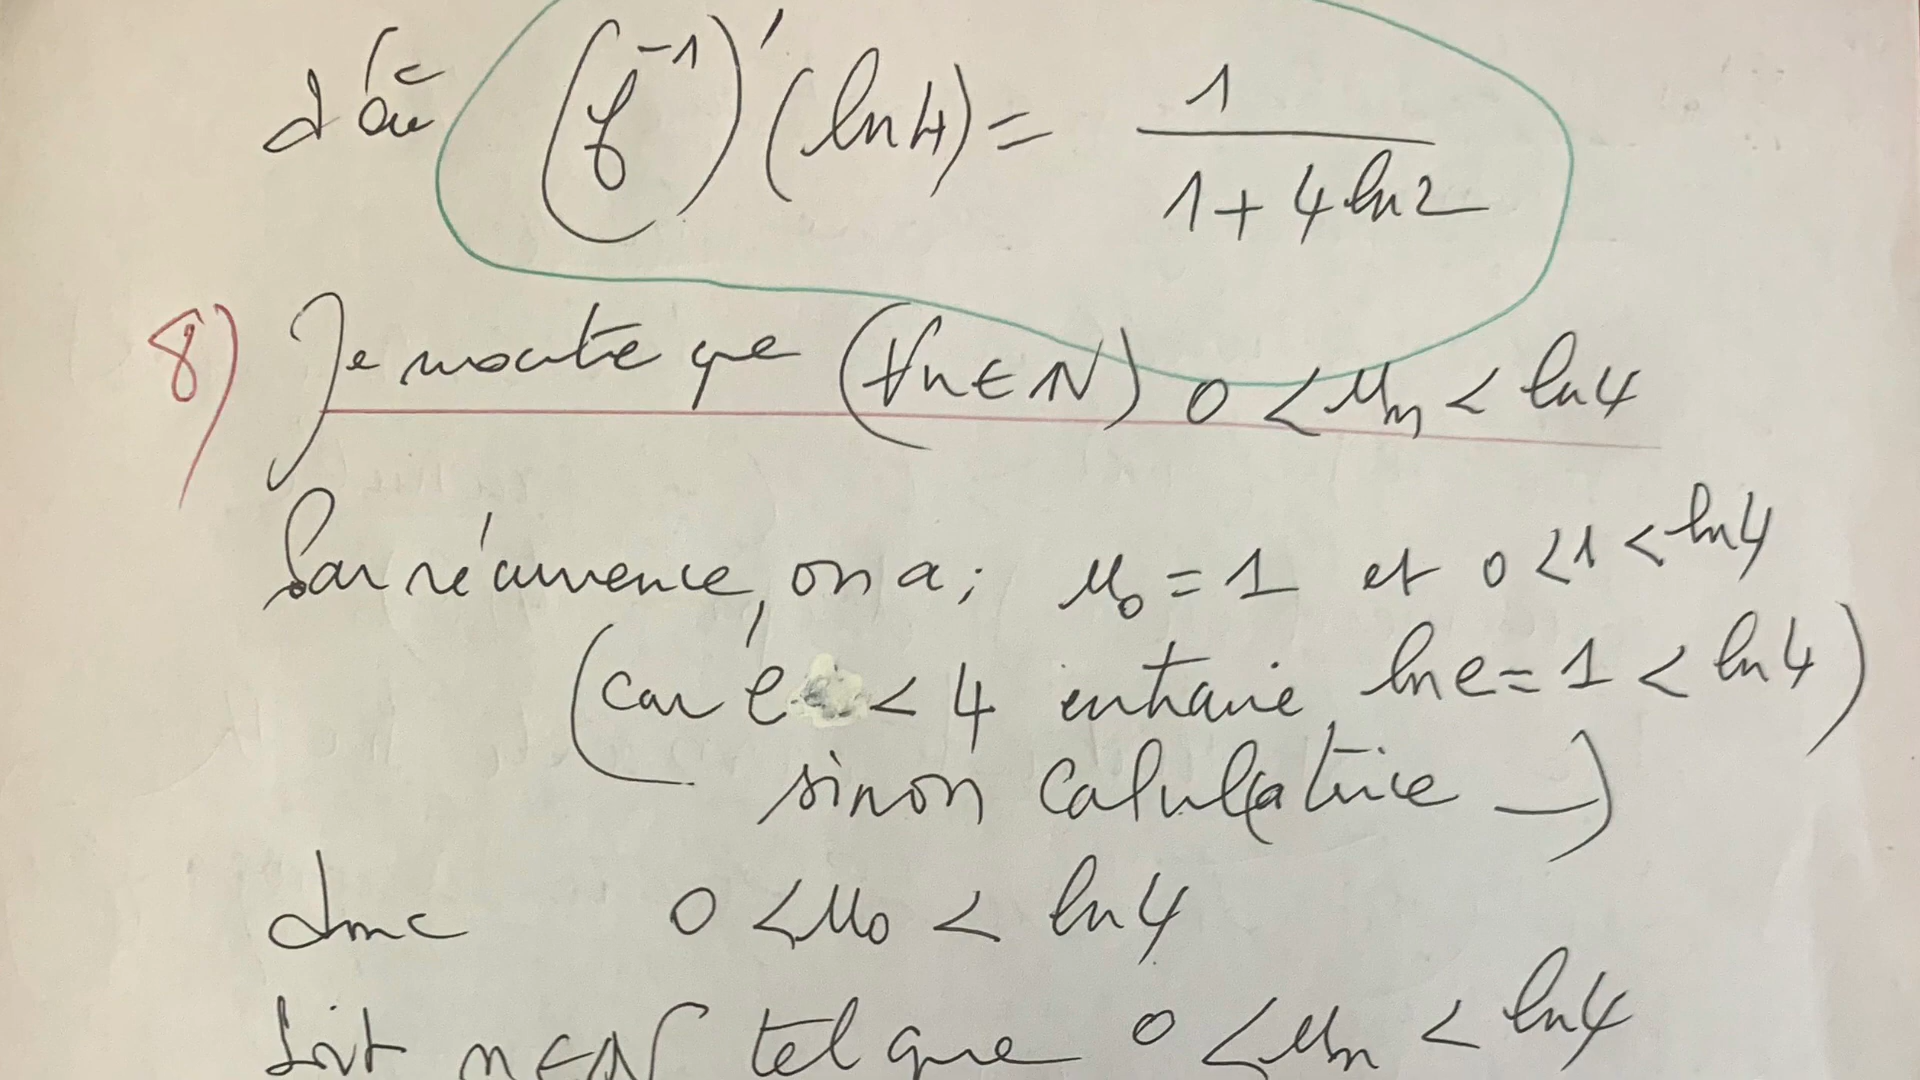 d'où (f⁻¹)'(ln4) = 1/(1+4ln2)
8) Je montre que (∀n∈N) 0 < Un < ln4
Par récurrence, on a; U0 = 1 et 0 < 1 < ln4
(car e < 4 entraine, ln e = 1 < ln4)
sinon calculatrice –)
donc 0 < U0 < ln4
Soit n∈N tel que 0 < Un < ln4